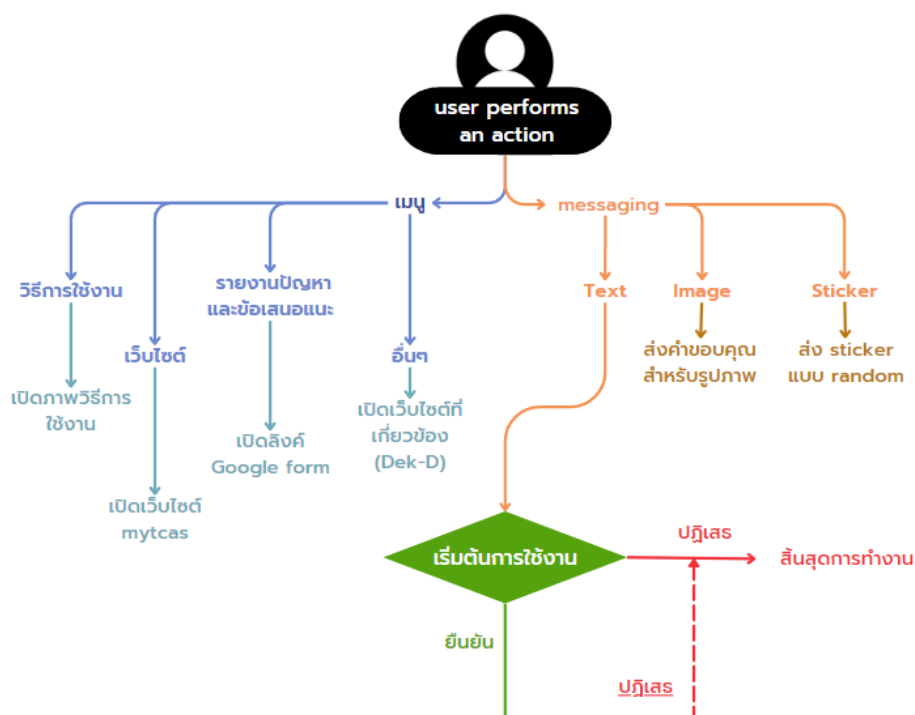 user performs
an action
เมนู
messaging
วิธีการใช้งาน
รายงานปัญหา
และข้อเสนอแนะ
Text
Image
Sticker
เว็บไซต์
อื่นๆ
ส่งคำขอบคุณ
สำหรับรูปภาพ
ส่ง sticker
แบบ random
เปิดภาพวิธีการ
ใช้งาน
เปิดลิงค์
Google form
เปิดเว็บไซต์ที่
เกี่ยวข้อง
(Dek-D)
เปิดเว็บไซต์
mytcas
เริ่มต้นการใช้งาน
ปฏิเสธ
สิ้นสุดการทำงาน
ยืนยัน
ปฏิเสธ